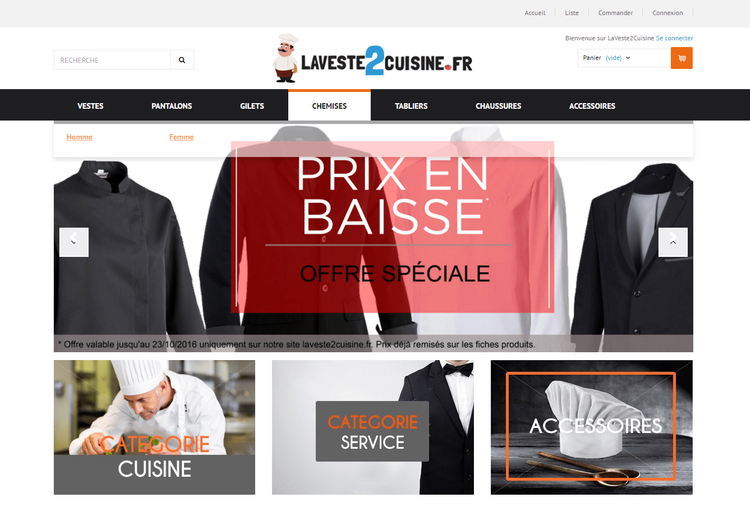 Accueil Liste Commander Connexion
Bienvenue sur LaVeste2Cuisine Se connecter
RECHERCHE
LAVESTE2CUISINE.FR
Panier (vide)
VESTES PANTALONS GILETS CHEMISES TABLIERS CHAUSSURES ACCESSOIRES
Homme Femme
PRIX EN
BAISSE*
OFFRE SPÉCIALE
* Offre valable jusqu'au 23/10/2016 uniquement sur notre site laveste2cuisine.fr. Prix déjà remisés sur les fiches produits.
CATEGORIE
CUISINE
CATEGORIE
SERVICE
ACCESSOIRES